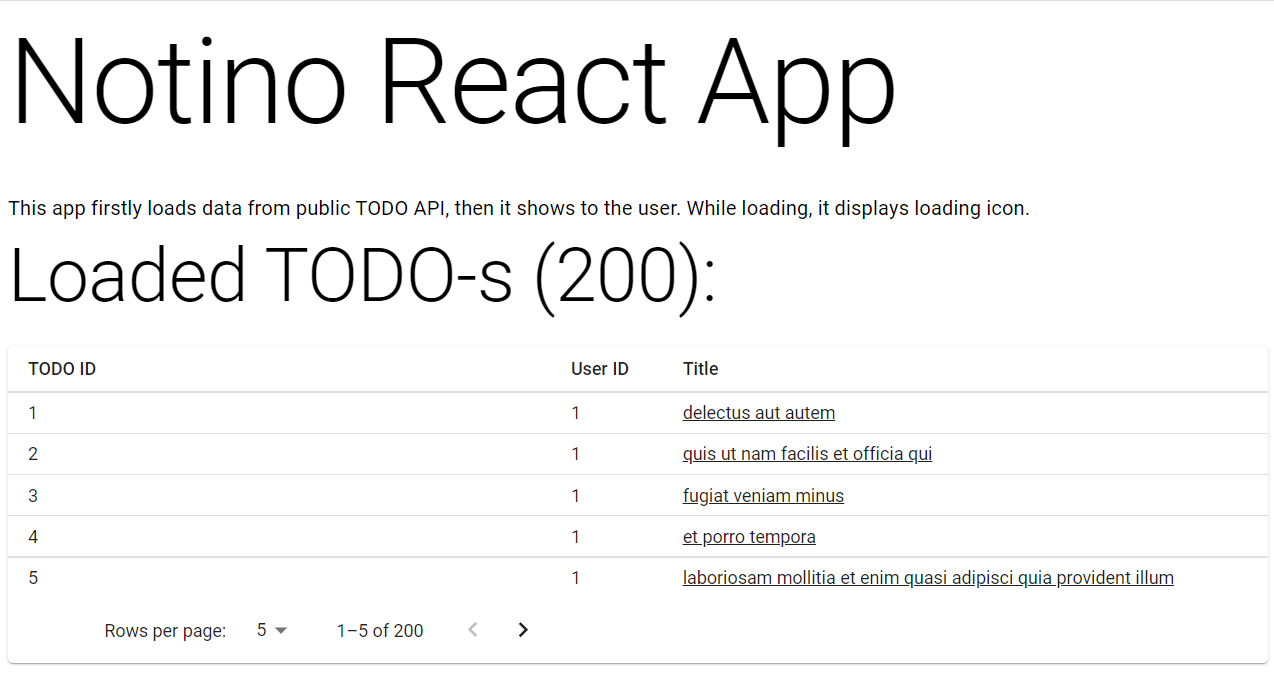 Notino React App
This app firstly loads data from public TODO API, then it shows to the user. While loading, it displays loading icon.
Loaded TODO-s (200):
TODO ID User ID Title
1 1 delectus aut autem
2 1 quis ut nam facilis et officia qui
3 1 fugiat veniam minus
4 1 et porro tempora
5 1 laboriosam mollitia et enim quasi adipisci quia provident illum
Rows per page: 5 1–5 of 200